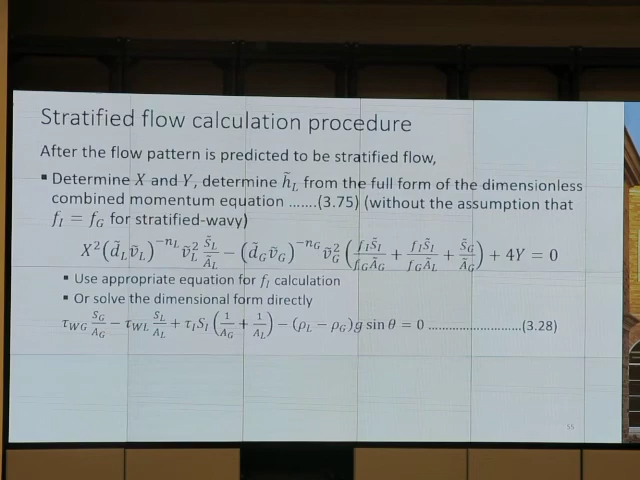 Stratified flow calculation procedure
After the flow pattern is predicted to be stratified flow,
▪ Determine X and Y, determine h̃_L from the full form of the dimensionless
combined momentum equation .......(3.75) (without the assumption that
f_I = f_G for stratified-wavy)
X²(d̃_L ṽ_L)^{-n_L} ṽ_L² S̃_L/Ã_L − (d̃_G ṽ_G)^{-n_G} ṽ_G² (f_I S̃_I/(f_G Ã_G) + f_I S̃_I/(f_G Ã_L) + S̃_G/Ã_G) + 4Y = 0
▪ Use appropriate equation for f_I calculation
▪ Or solve the dimensional form directly
τ_WG S_G/A_G − τ_WL S_L/A_L + τ_I S_I (1/A_G + 1/A_L) − (ρ_L − ρ_G)g sin θ = 0 ..........................(3.28)
55